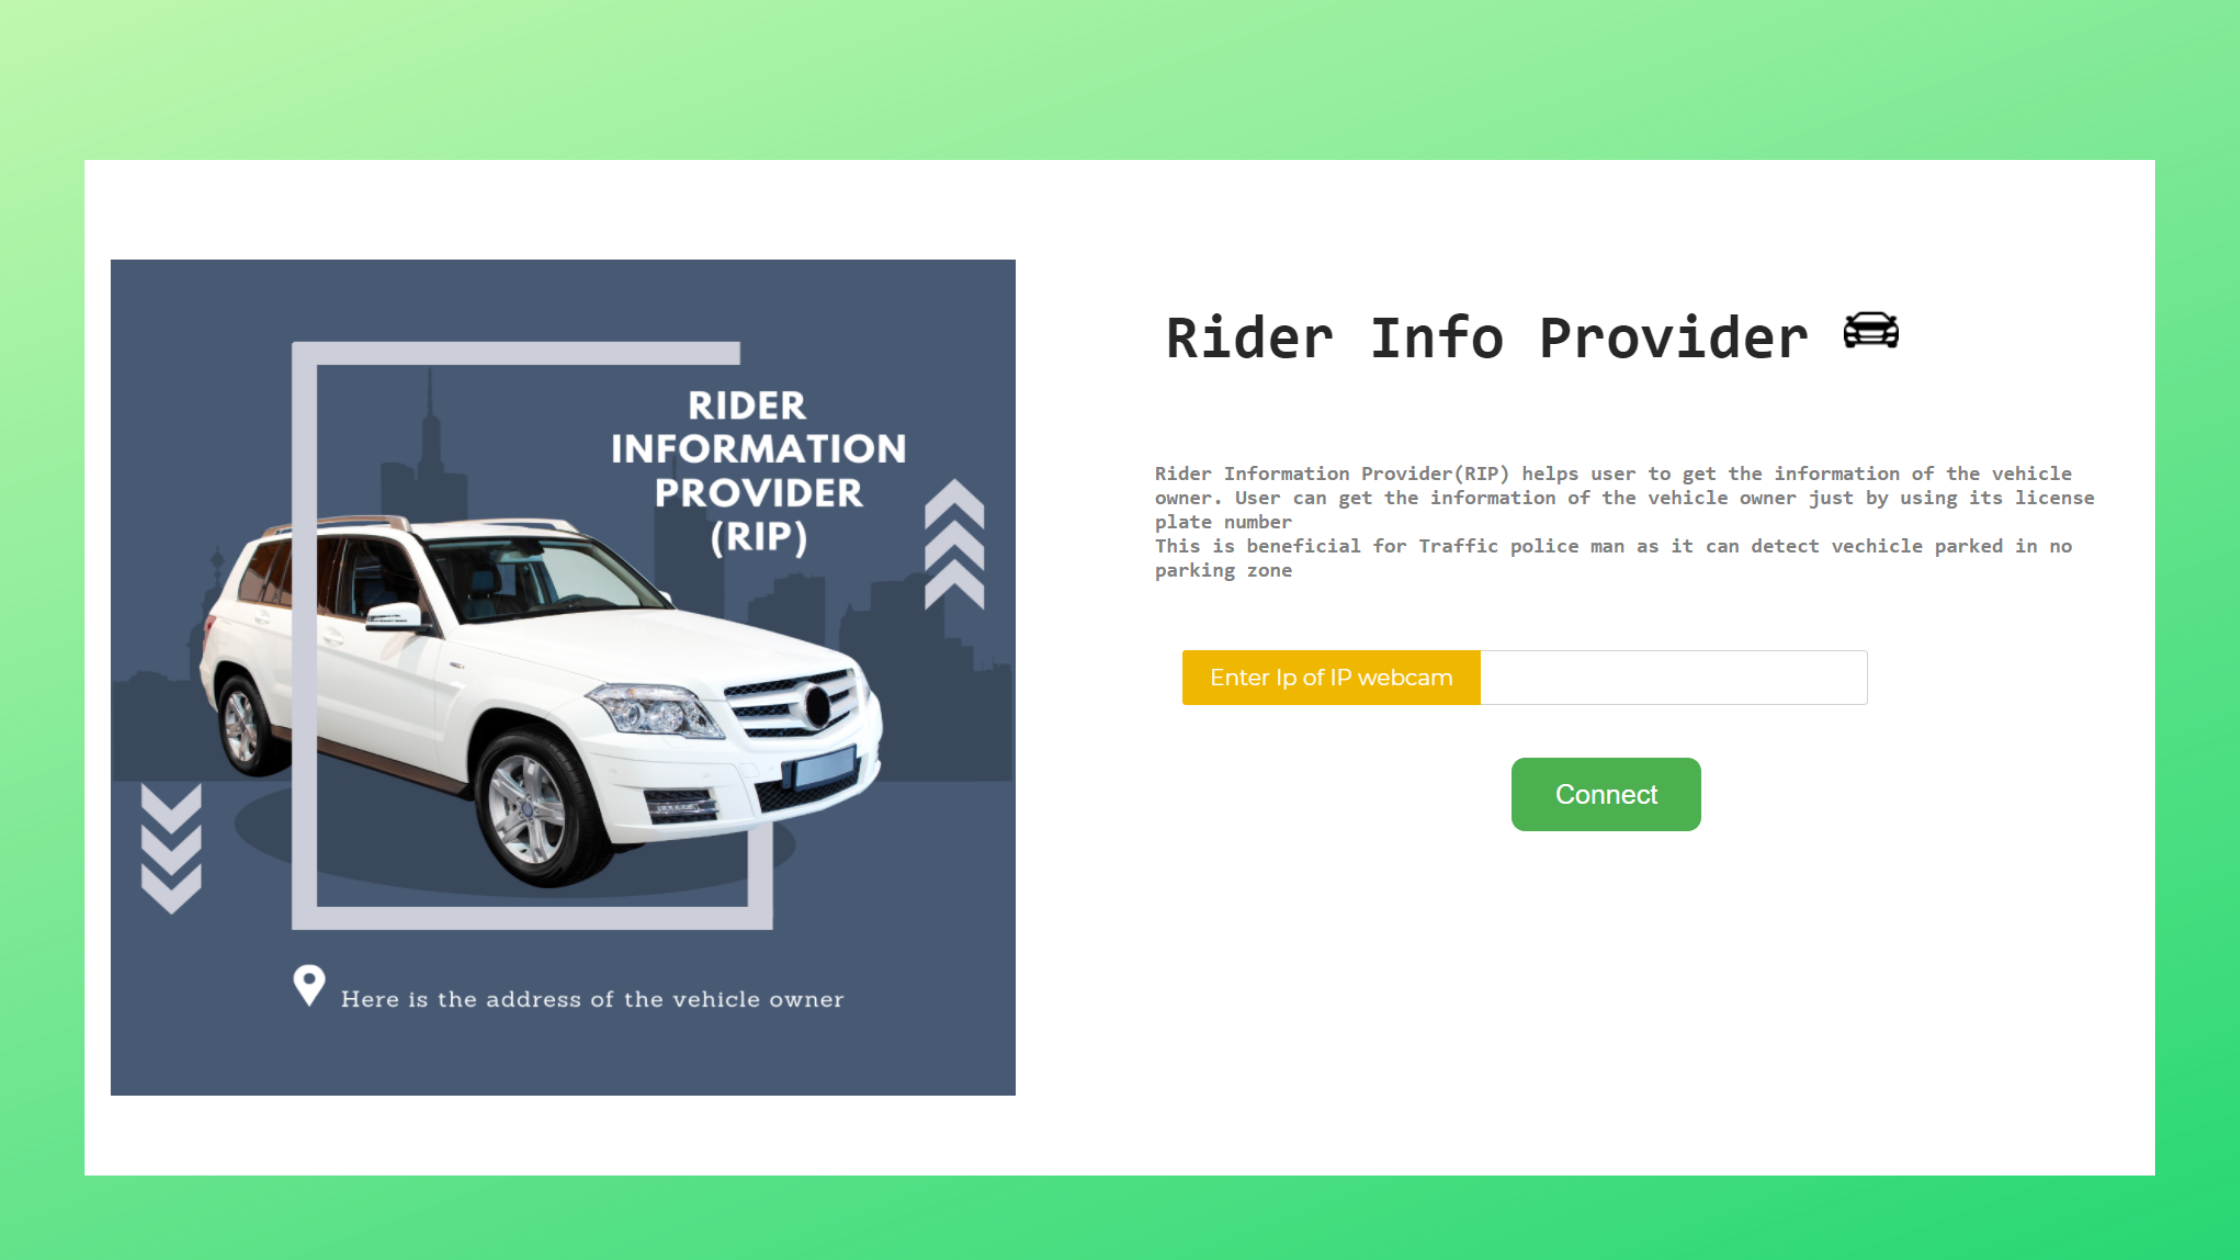 RIDER
INFORMATION
PROVIDER
(RIP)
Here is the address of the vehicle owner
Rider Info Provider
Rider Information Provider(RIP) helps user to get the information of the vehicle
owner. User can get the information of the vehicle owner just by using its license
plate number
This is beneficial for Traffic police man as it can detect vechicle parked in no
parking zone
Enter Ip of IP webcam
Connect